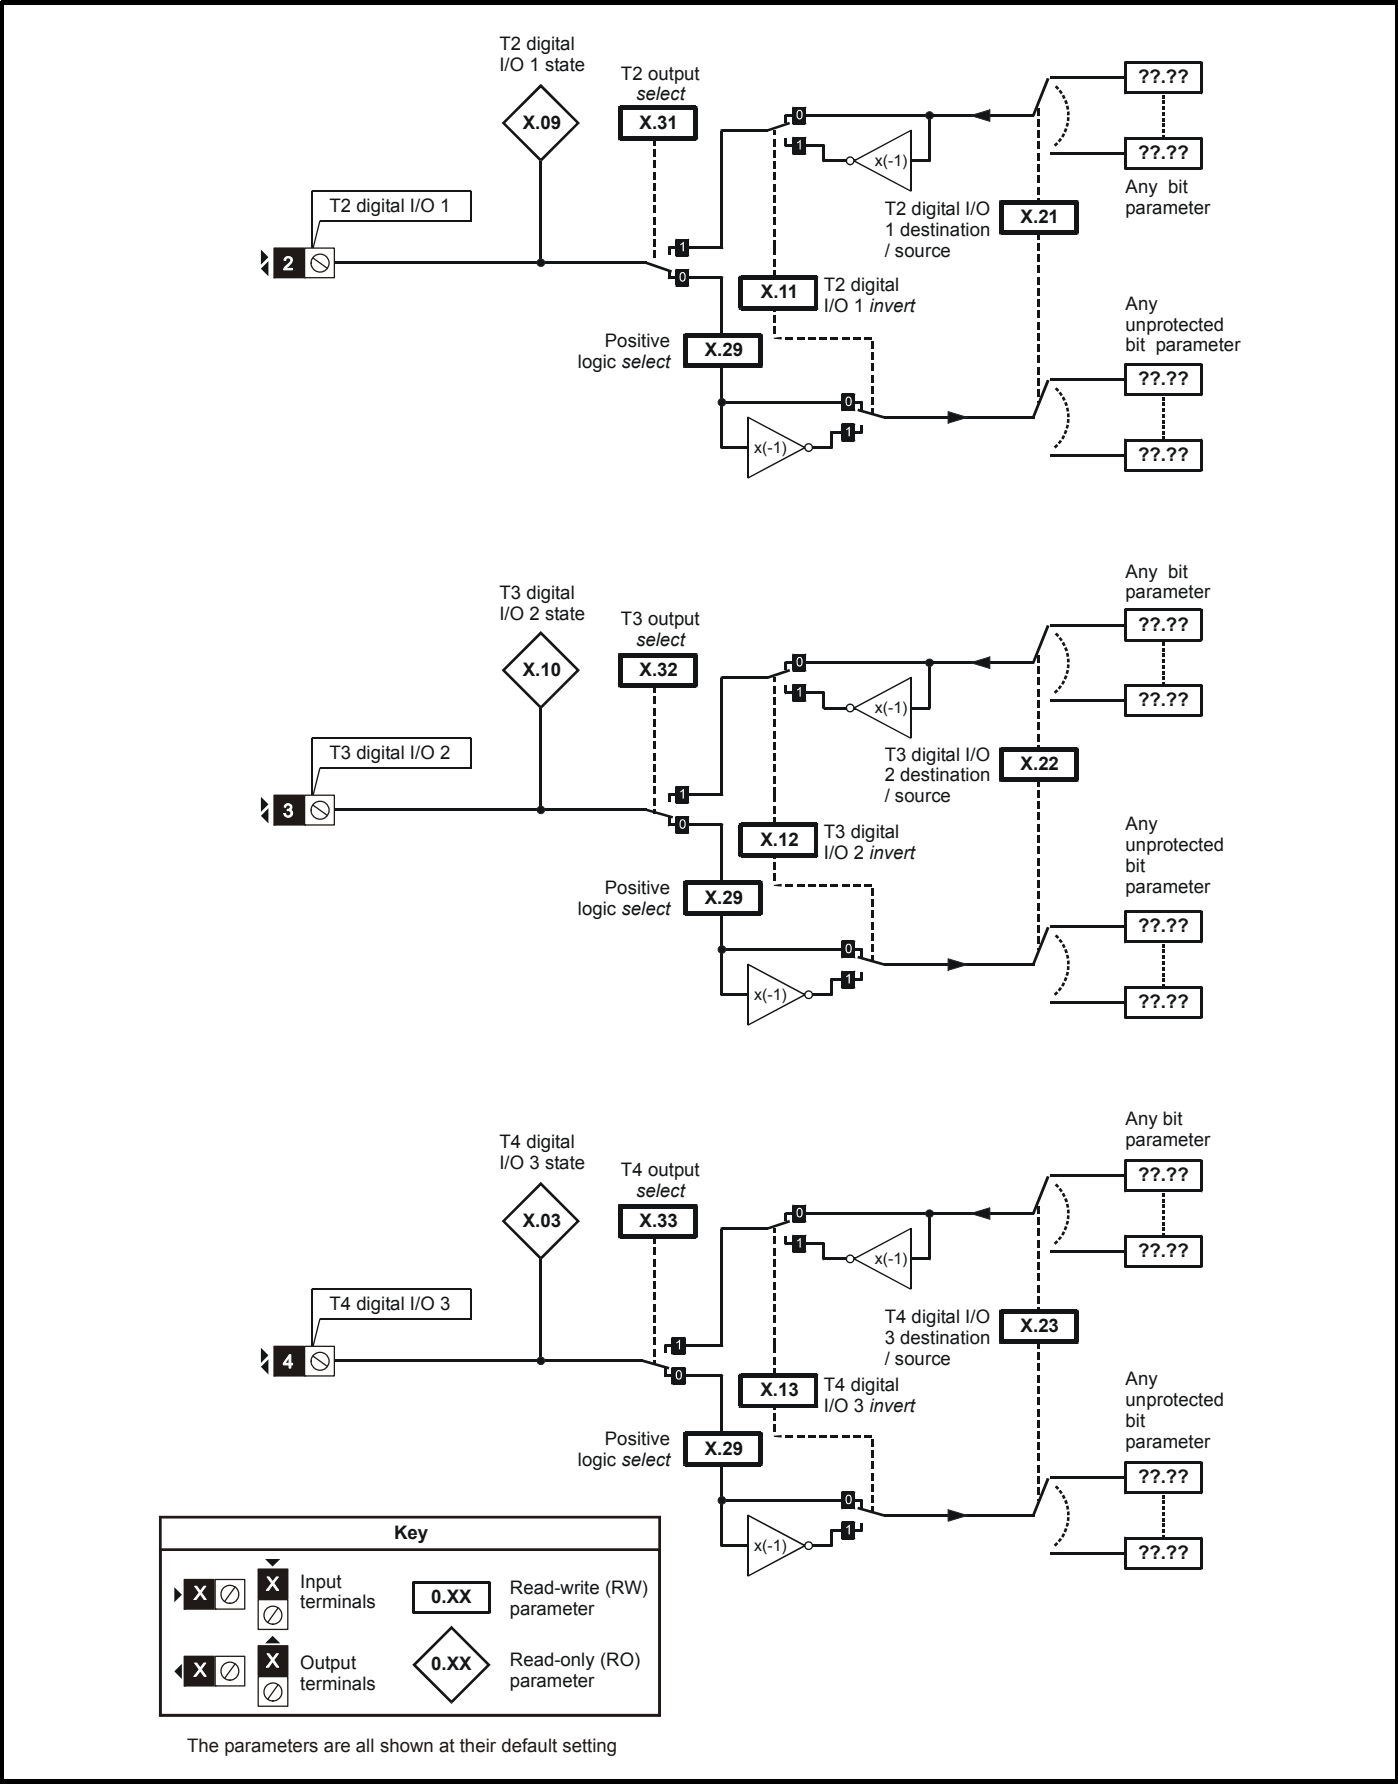 T2 digital
I/O 1 state
X.09
T2 output
select
X.31
0
1
x(-1)
??.??
??.??
Any bit
parameter
T2 digital I/O 1
2
1
0
T2 digital I/O
1 destination
/ source
X.21
X.11
T2 digital
I/O 1 invert
Positive
logic select
X.29
0
1
x(-1)
Any
unprotected
bit parameter
??.??
??.??
T3 digital
I/O 2 state
X.10
T3 output
select
X.32
0
1
x(-1)
Any bit
parameter
??.??
??.??
T3 digital I/O 2
3
1
0
T3 digital I/O
2 destination
/ source
X.22
X.12
T3 digital
I/O 2 invert
Positive
logic select
X.29
0
1
x(-1)
Any
unprotected
bit
parameter
??.??
??.??
T4 digital
I/O 3 state
X.03
T4 output
select
X.33
0
1
x(-1)
Any bit
parameter
??.??
??.??
T4 digital I/O 3
4
1
0
T4 digital I/O
3 destination
/ source
X.23
X.13
T4 digital
I/O 3 invert
Positive
logic select
X.29
0
1
x(-1)
Any
unprotected
bit
parameter
??.??
??.??
Key
X
X
Input
terminals
0.XX
Read-write (RW)
parameter
X
X
Output
terminals
0.XX
Read-only (RO)
parameter
The parameters are all shown at their default setting